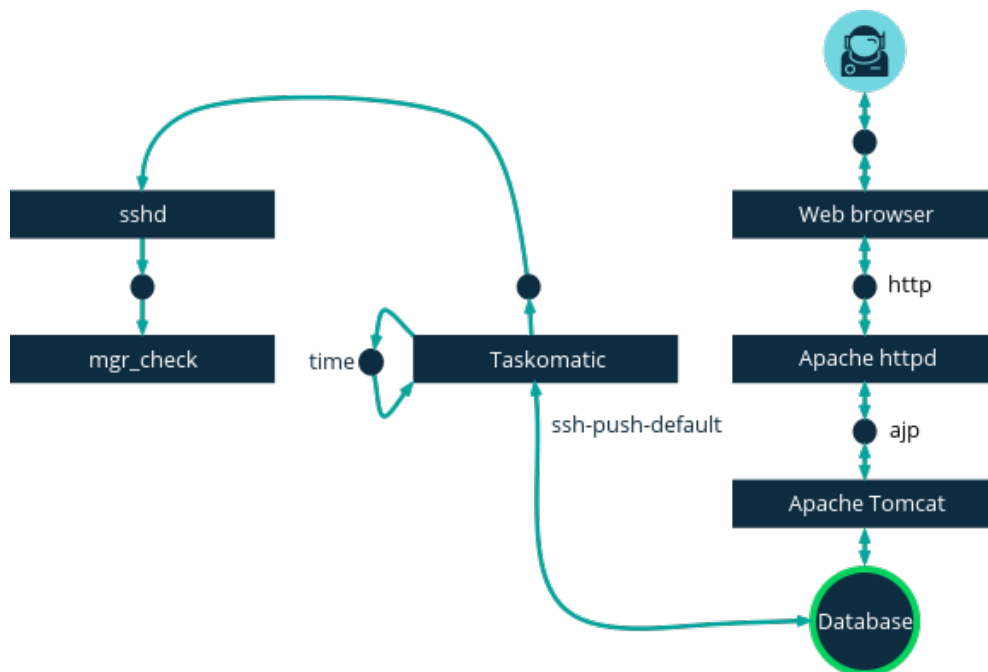 sshd
Web browser
http
mgr_check
time
Taskomatic
Apache httpd
ssh-push-default
ajp
Apache Tomcat
Database